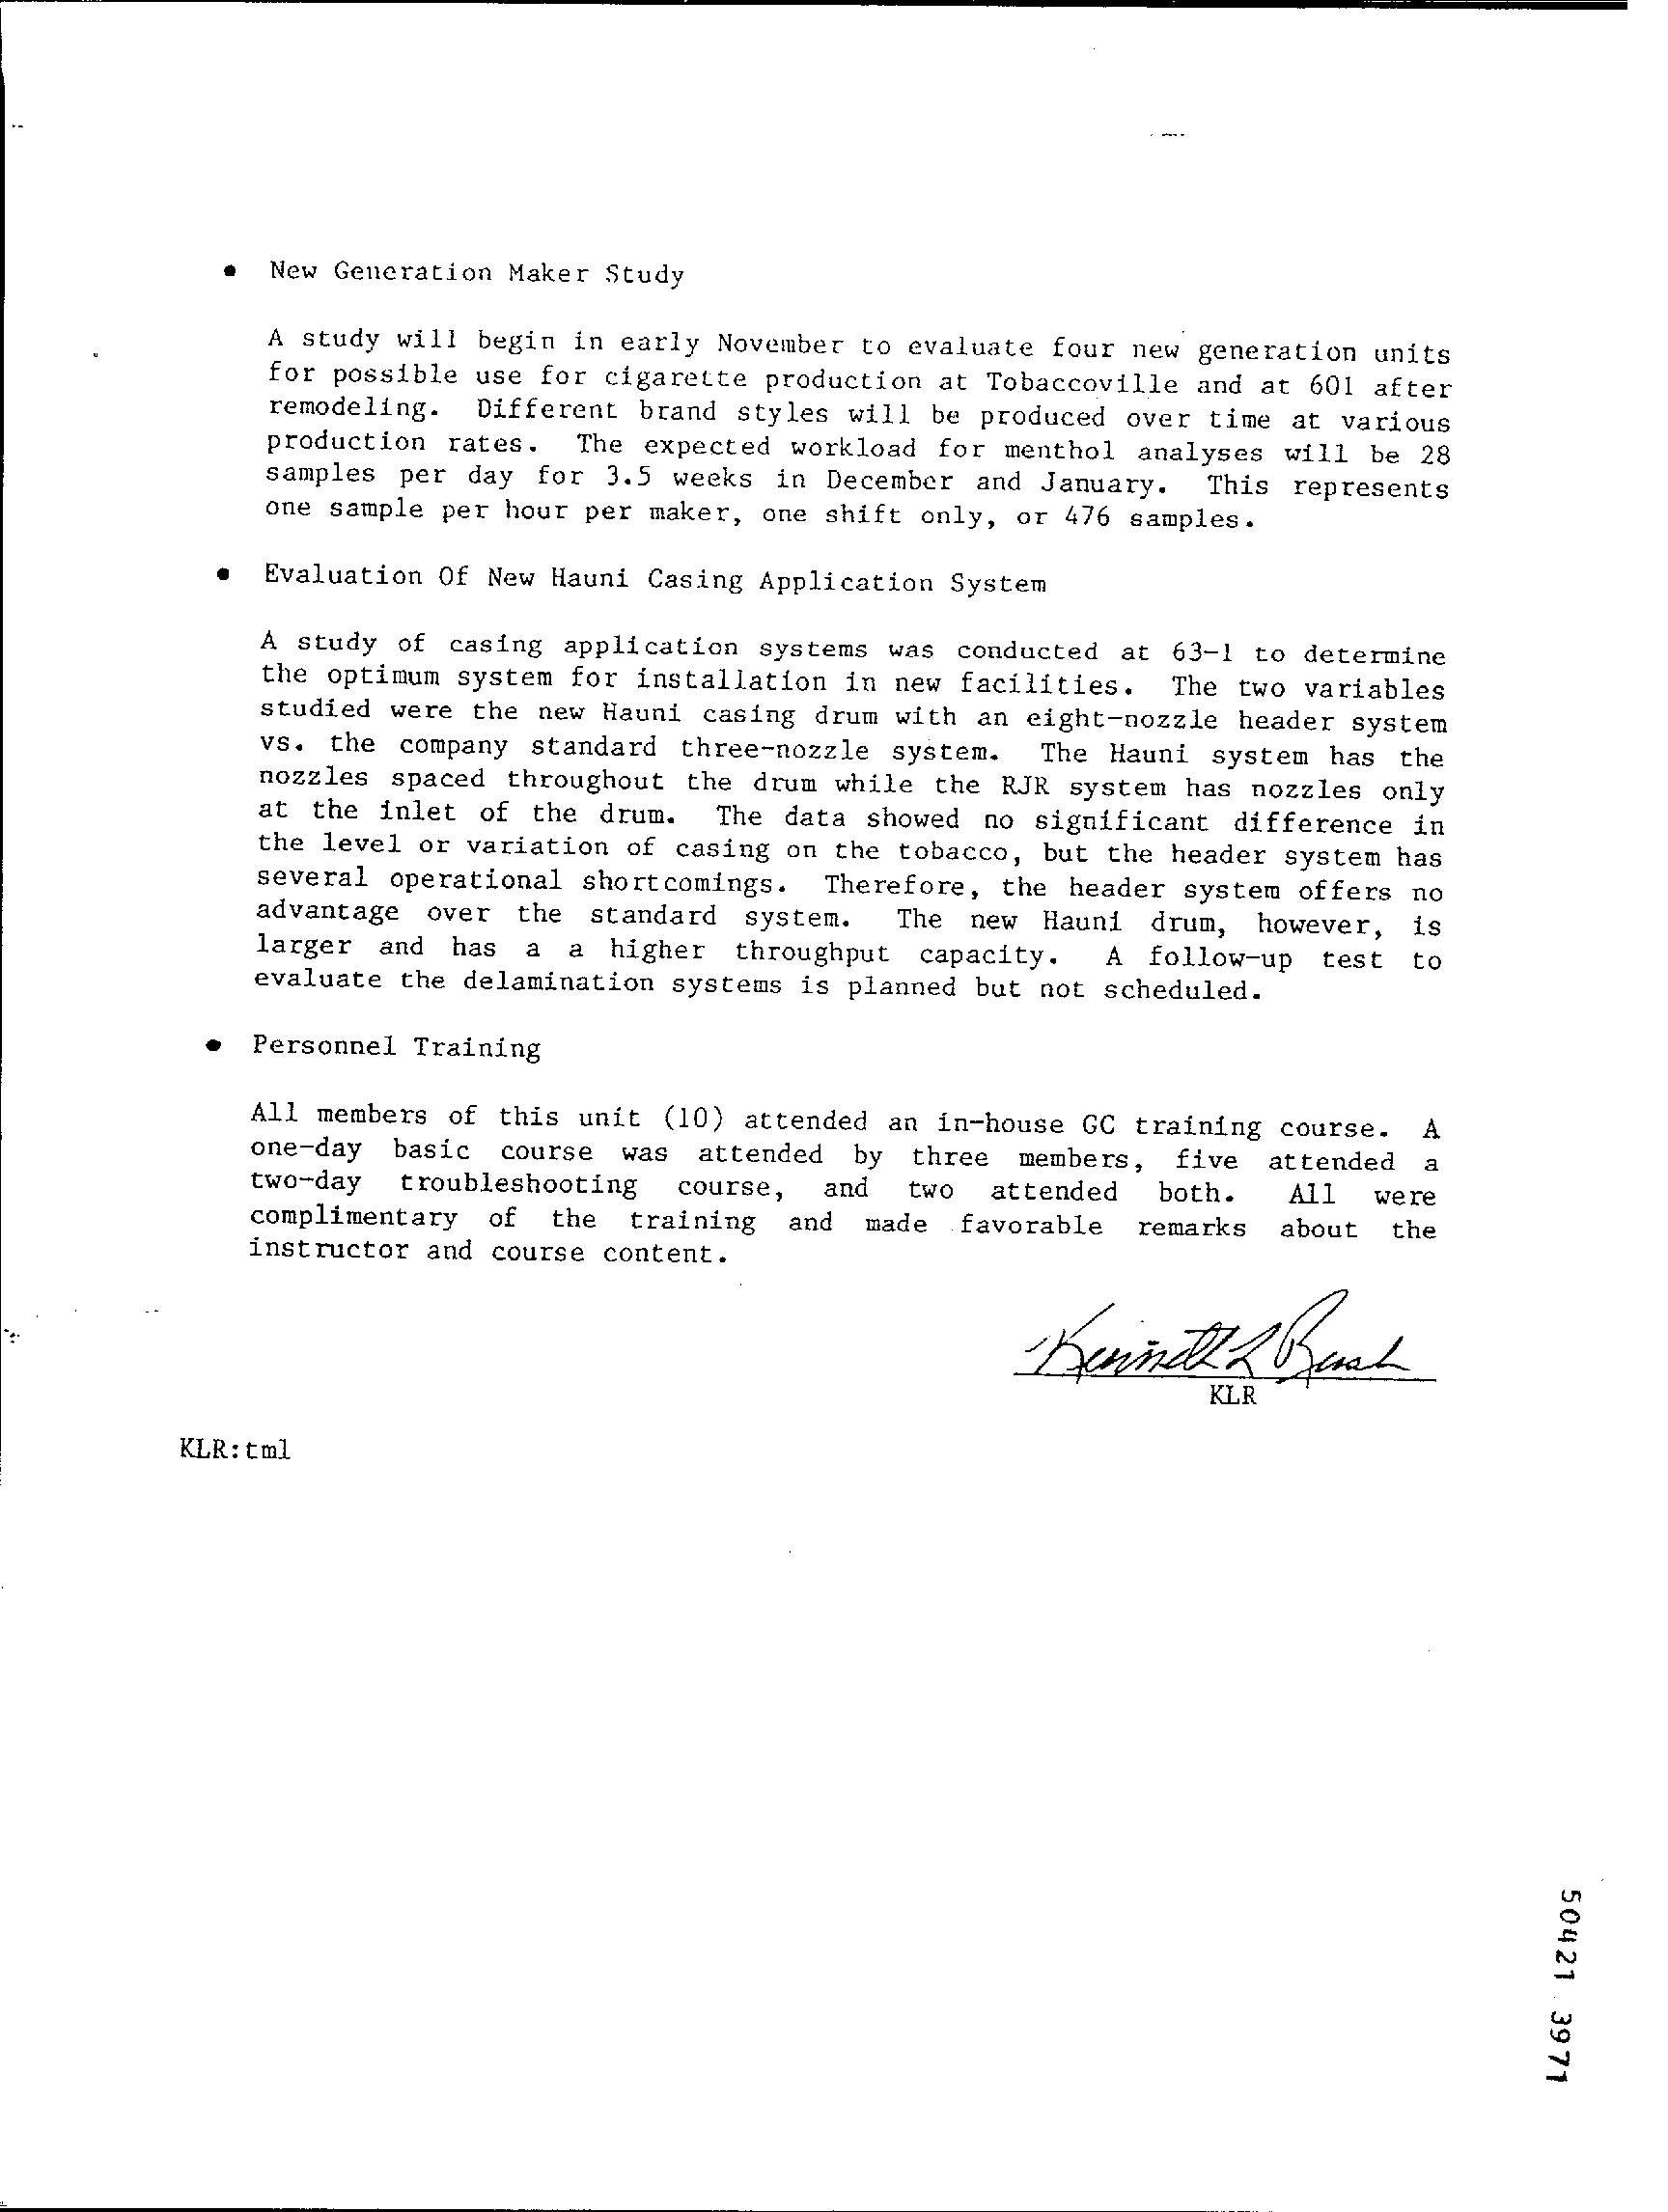 • New Generation Maker Study
A study will begin in early November to evaluate four new generation units
for possible use for cigarette production at Tobaccoville and at 601 after
remodeling. Different brand styles will be produced over time at various
production rates. The expected workload for menthol analyses will be 28
samples per day for 3.5 weeks in December and January. This represents
one sample per hour per maker, one shift only, or 476 samples.
• Evaluation Of New Hauni Casing Application System
A study of casing application systems was conducted at 63-1 to determine
the optimum system for installation in new facilities. The two variables
studied were the new Hauni casing drum with an eight-nozzle header system
vs. the company standard three-nozzle system. The Hauni system has the
nozzles spaced throughout the drum while the RJR system has nozzles only
at the inlet of the drum. The data showed no significant difference in
the level or variation of casing on the tobacco, but the header system has
several operational shortcomings. Therefore, the header system offers no
advantage over the standard system. The new Hauni drum, however, is
larger and has a a higher throughput capacity. A follow-up test to
evaluate the delamination systems is planned but not scheduled.
• Personnel Training
All members of this unit (10) attended an in-house GC training course. A
one-day basic course was attended by three members, five attended a
two-day troubleshooting course, and two attended both. All were
complimentary of the training and made favorable remarks about the
instructor and course content.
Kenneth L Rush
KLR
KLR:tml
50421 3971